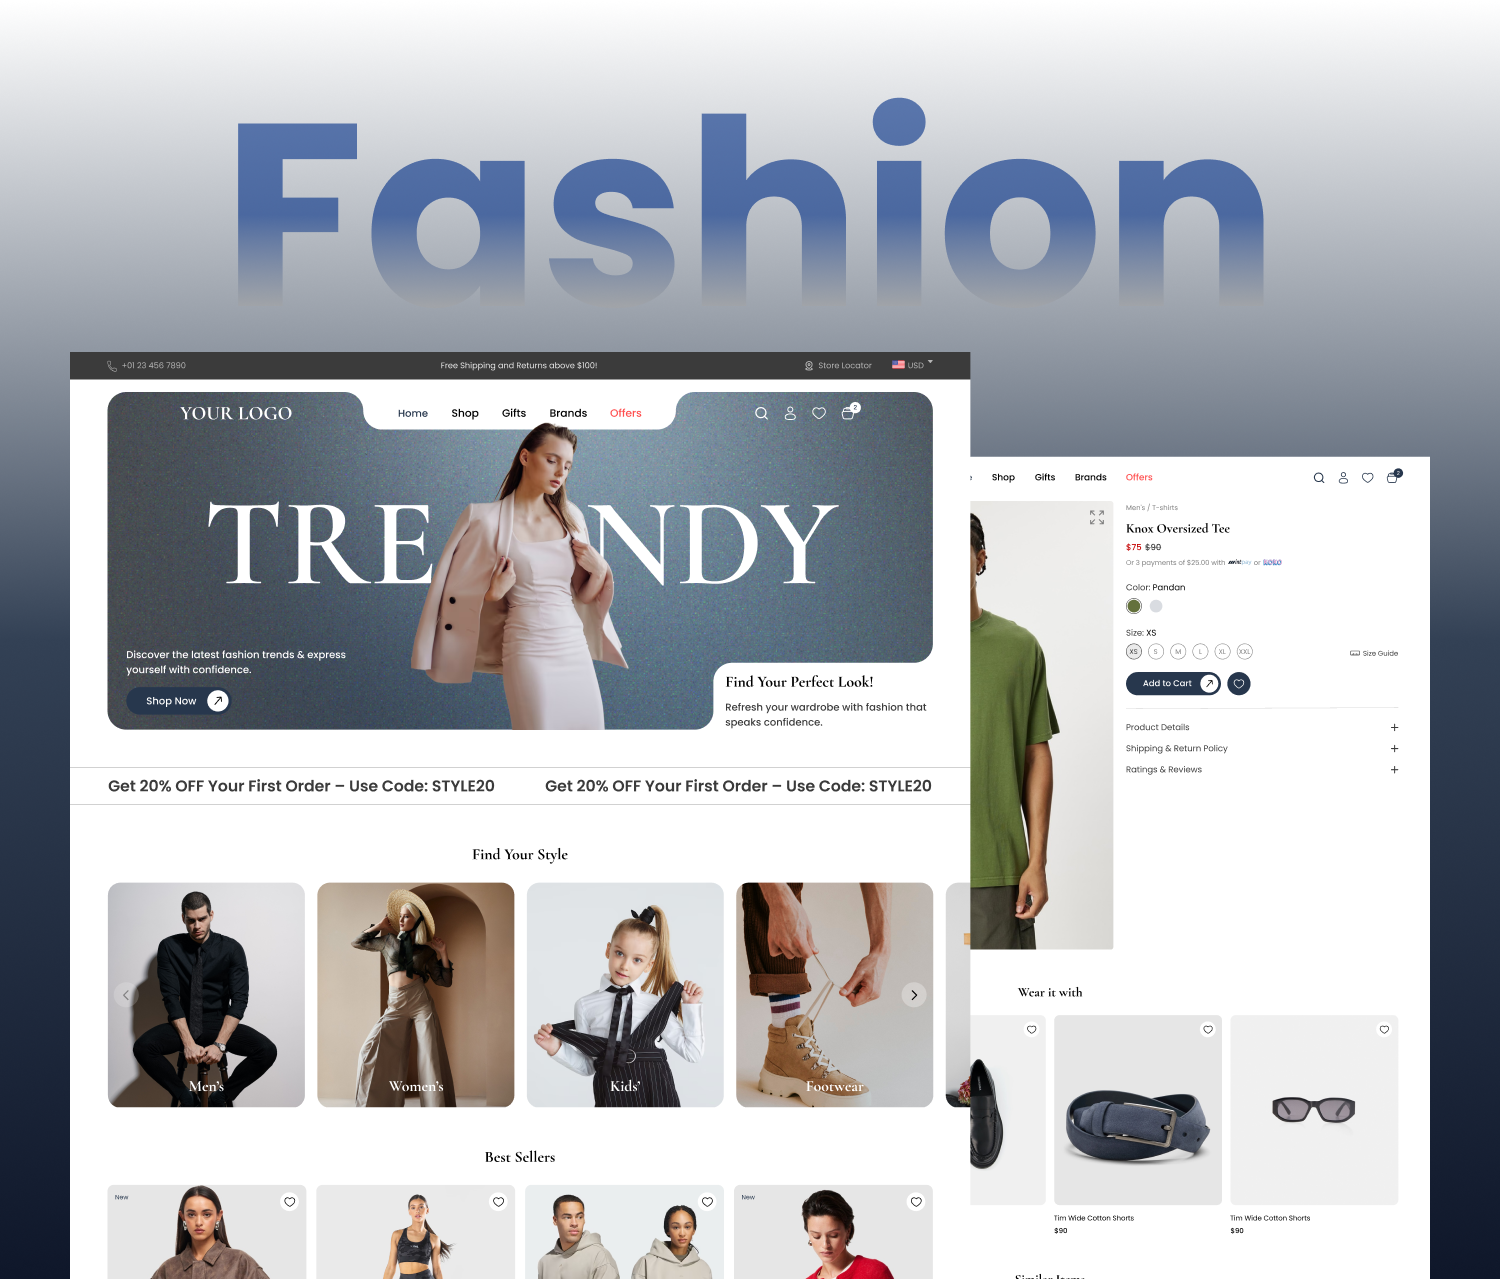 Fashion
+01 23 456 7890
Free Shipping and Returns above $100!
Store Locator
USD
YOUR LOGO
Home Shop Gifts Brands Offers
2
TRENDY
Discover the latest fashion trends & express
yourself with confidence.
Shop Now
Find Your Perfect Look!
Refresh your wardrobe with fashion that
speaks confidence.
Get 20% OFF Your First Order – Use Code: STYLE20
Get 20% OFF Your First Order – Use Code: STYLE20
Find Your Style
Men's
Women's
Kids'
Footwear
Best Sellers
New
New
Shop Gifts Brands Offers
2
Men's / T-shirts
Knox Oversized Tee
$75 $90
Or 3 payments of $25.00 with mintpay or KOKO
Color: Pandan
Size: XS
XS S M L XL XXL
Size Guide
Add to Cart
Product Details
Shipping & Return Policy
Ratings & Reviews
Wear it with
Tim Wide Cotton Shorts
$90
Tim Wide Cotton Shorts
$90
Similar Items